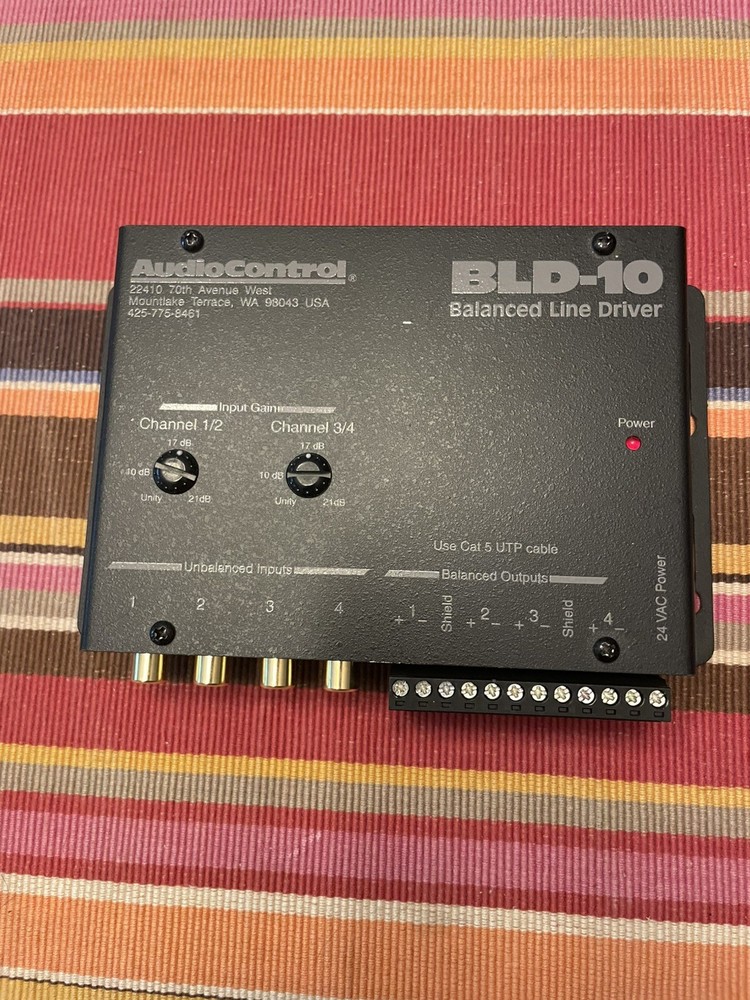 AudioControl®
22410 70th Avenue West
Mountlake Terrace, WA 98043 USA
425-775-8461
BLD-10
Balanced Line Driver
Input Gain
Channel 1/2
Channel 3/4
17 dB
10 dB
Unity
21dB
17 dB
10 dB
Unity
21dB
Power
Use Cat 5 UTP cable
Unbalanced Inputs
Balanced Outputs
1 2 3 4
+ 1 − Shield + 2 − + 3 − Shield + 4 −
24 VAC Power